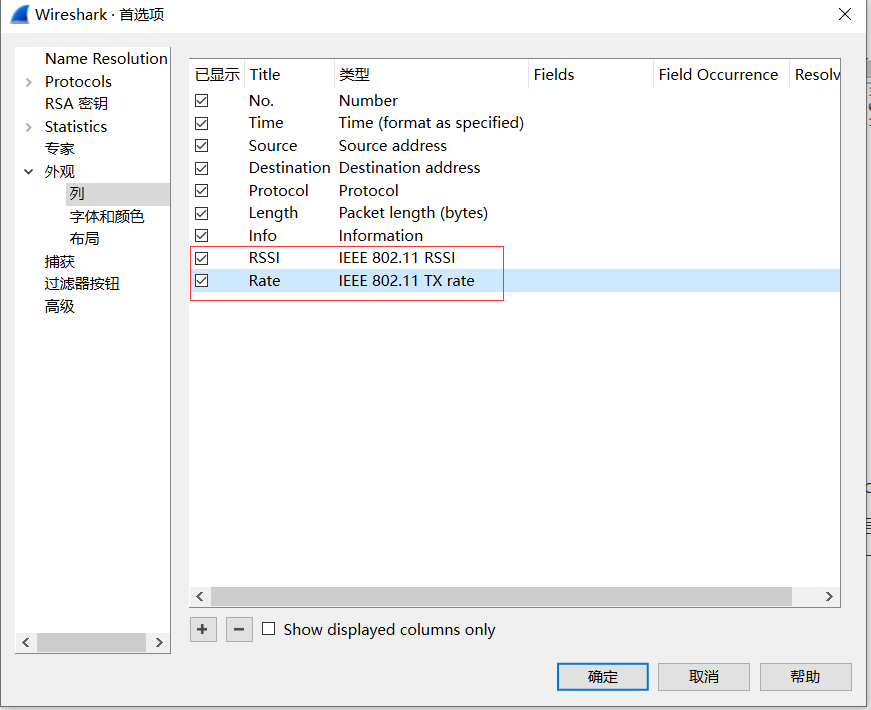 Wireshark · 首选项
Name Resolution
Protocols
RSA 密钥
Statistics
专家
外观
列
字体和颜色
布局
捕获
过滤器按钮
高级
已显示 Title 类型 Fields Field Occurrence Resolv
No. Number
Time Time (format as specified)
Source Source address
Destination Destination address
Protocol Protocol
Length Packet length (bytes)
Info Information
RSSI IEEE 802.11 RSSI
Rate IEEE 802.11 TX rate
Show displayed columns only
确定 取消 帮助